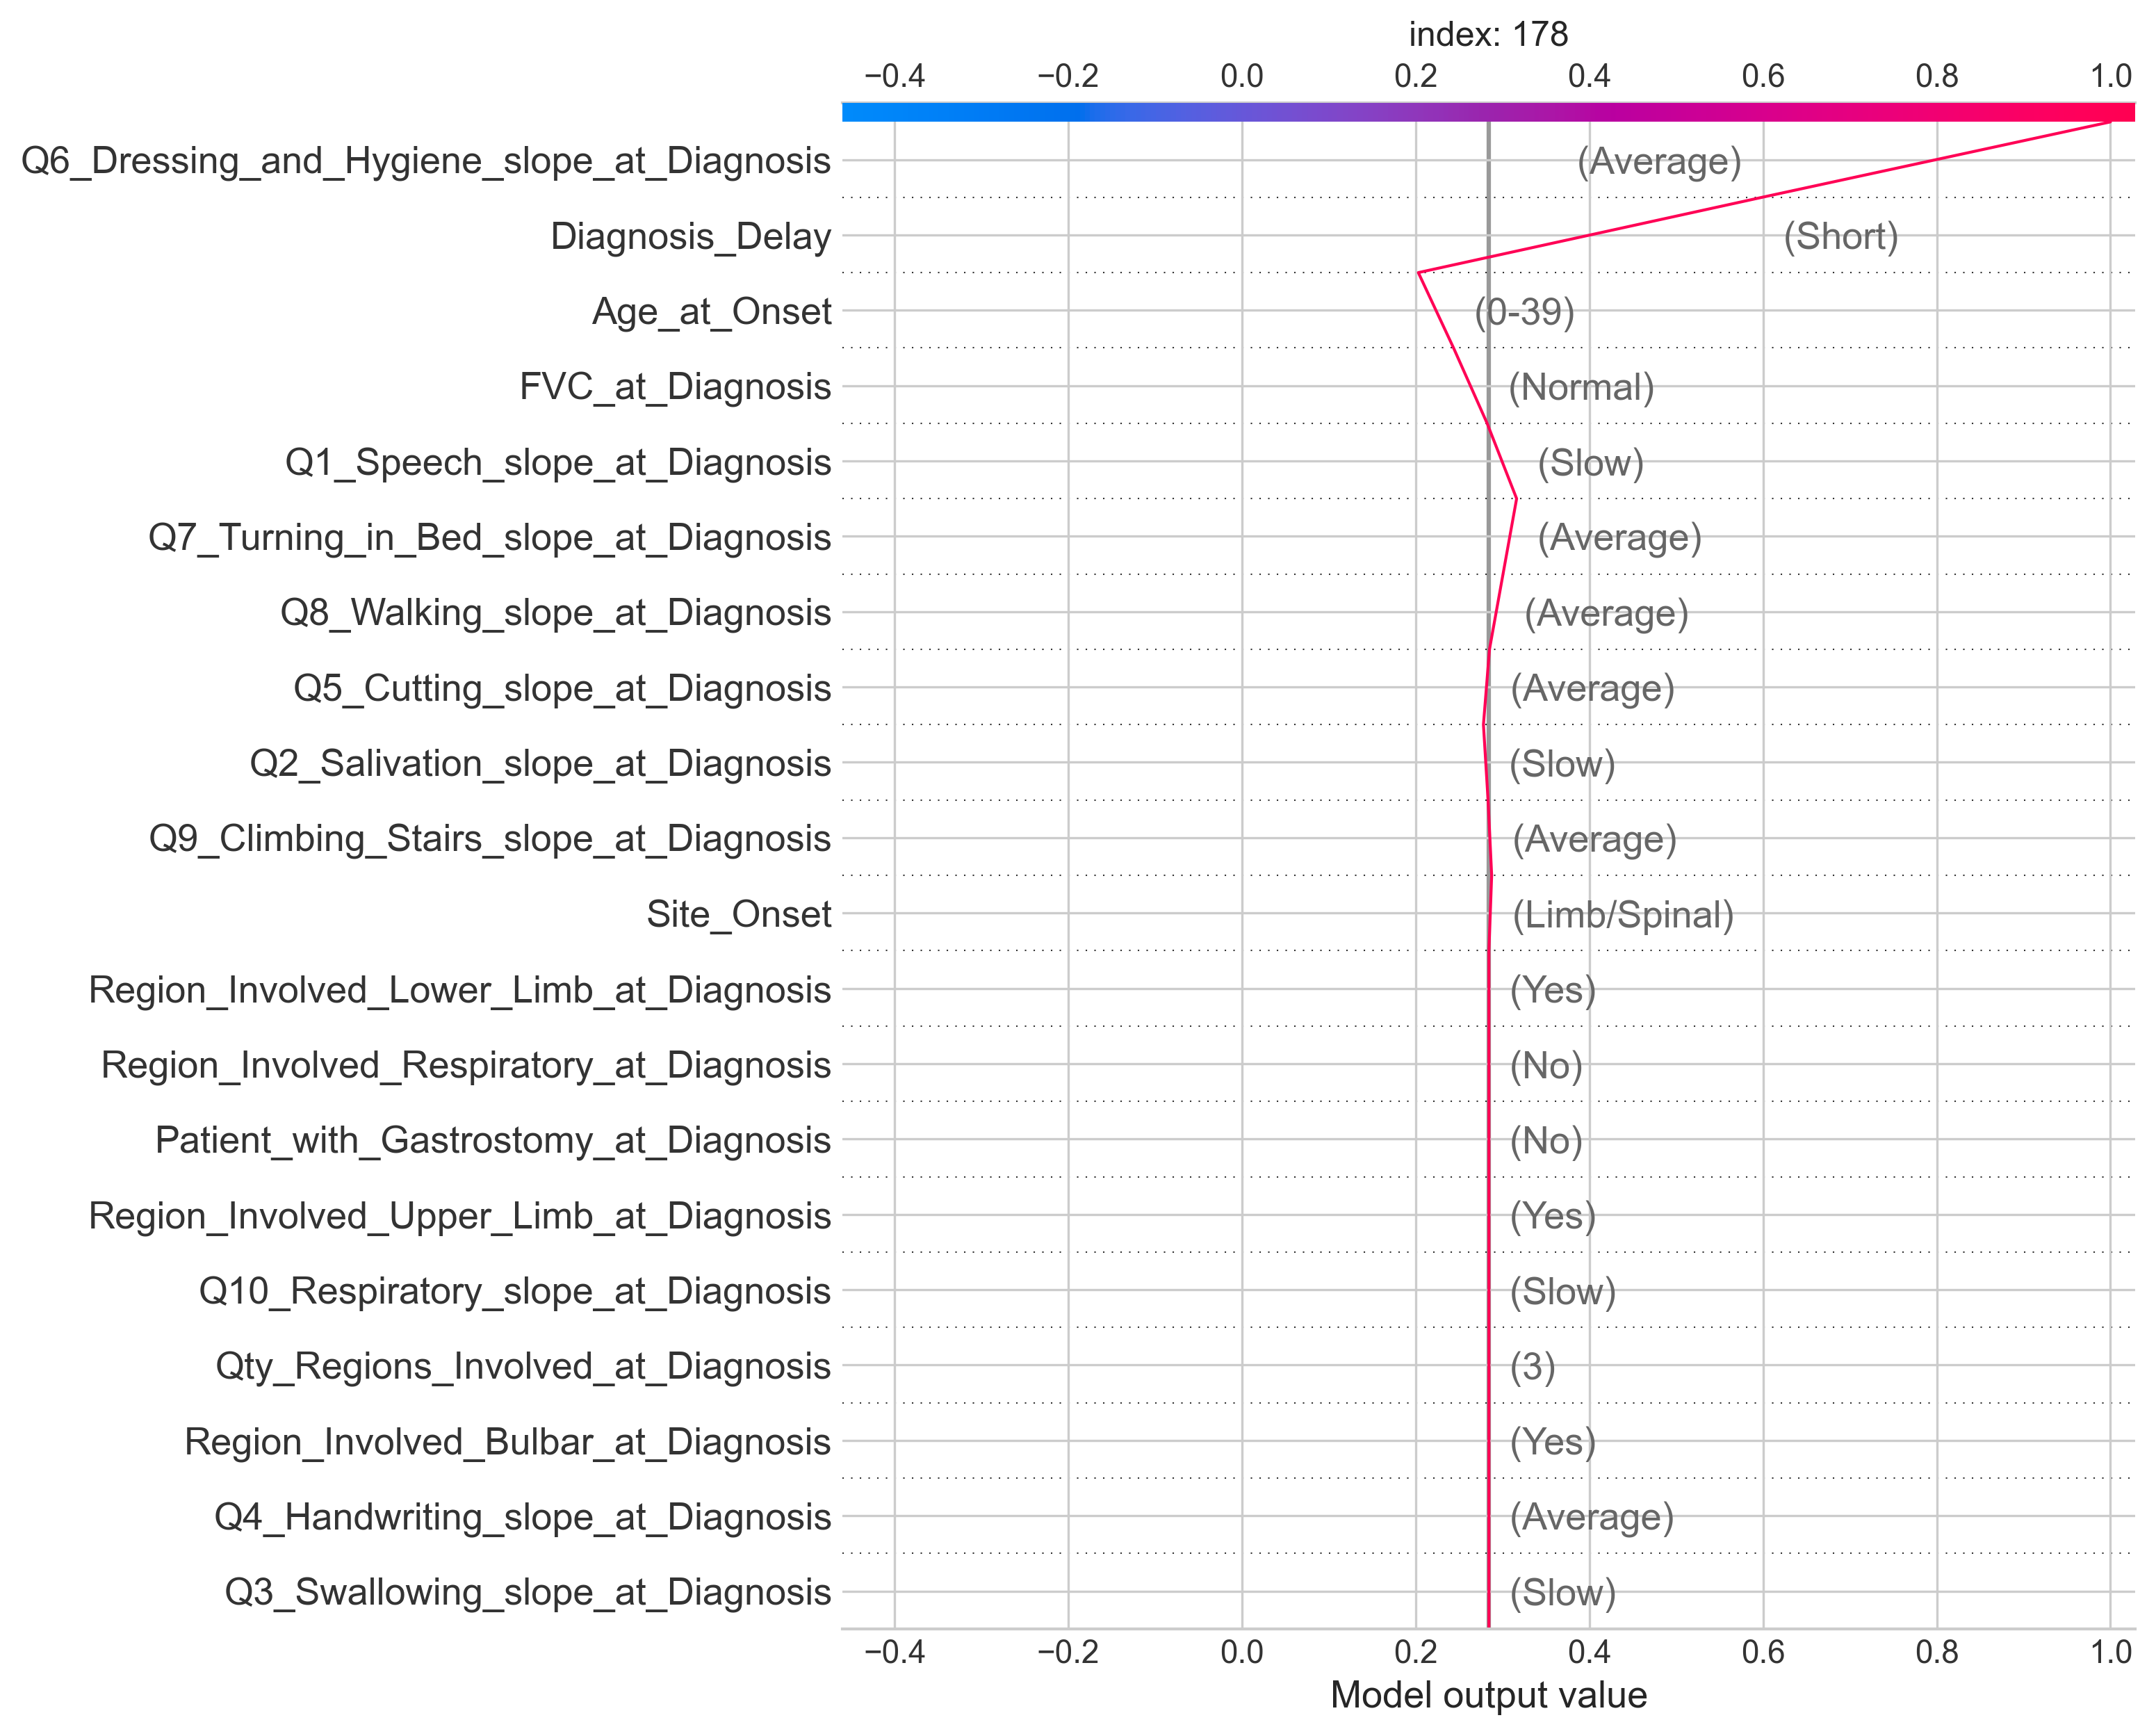 index: 178
−0.4 −0.2 0.0 0.2 0.4 0.6 0.8 1.0
Q6_Dressing_and_Hygiene_slope_at_Diagnosis (Average)
Diagnosis_Delay (Short)
Age_at_Onset (0-39)
FVC_at_Diagnosis (Normal)
Q1_Speech_slope_at_Diagnosis (Slow)
Q7_Turning_in_Bed_slope_at_Diagnosis (Average)
Q8_Walking_slope_at_Diagnosis (Average)
Q5_Cutting_slope_at_Diagnosis (Average)
Q2_Salivation_slope_at_Diagnosis (Slow)
Q9_Climbing_Stairs_slope_at_Diagnosis (Average)
Site_Onset (Limb/Spinal)
Region_Involved_Lower_Limb_at_Diagnosis (Yes)
Region_Involved_Respiratory_at_Diagnosis (No)
Patient_with_Gastrostomy_at_Diagnosis (No)
Region_Involved_Upper_Limb_at_Diagnosis (Yes)
Q10_Respiratory_slope_at_Diagnosis (Slow)
Qty_Regions_Involved_at_Diagnosis (3)
Region_Involved_Bulbar_at_Diagnosis (Yes)
Q4_Handwriting_slope_at_Diagnosis (Average)
Q3_Swallowing_slope_at_Diagnosis (Slow)
−0.4 −0.2 0.0 0.2 0.4 0.6 0.8 1.0
Model output value